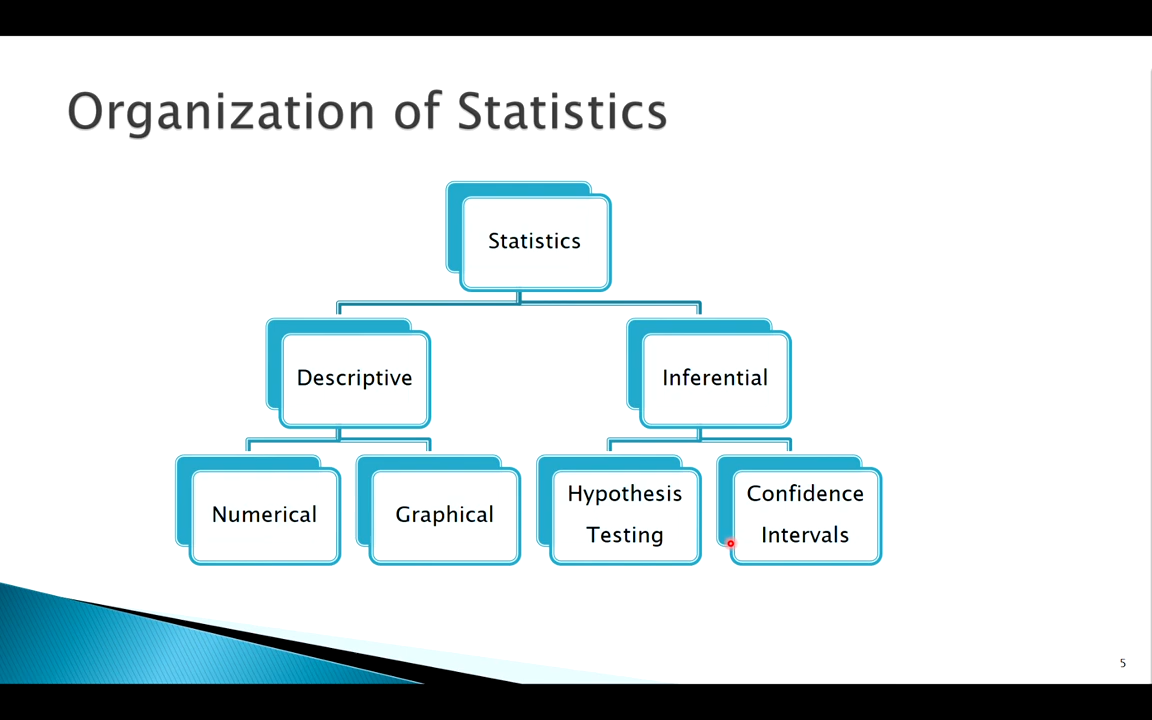 Organization of Statistics
Statistics
Descriptive
Inferential
Numerical
Graphical
Hypothesis
Testing
Confidence
Intervals
5